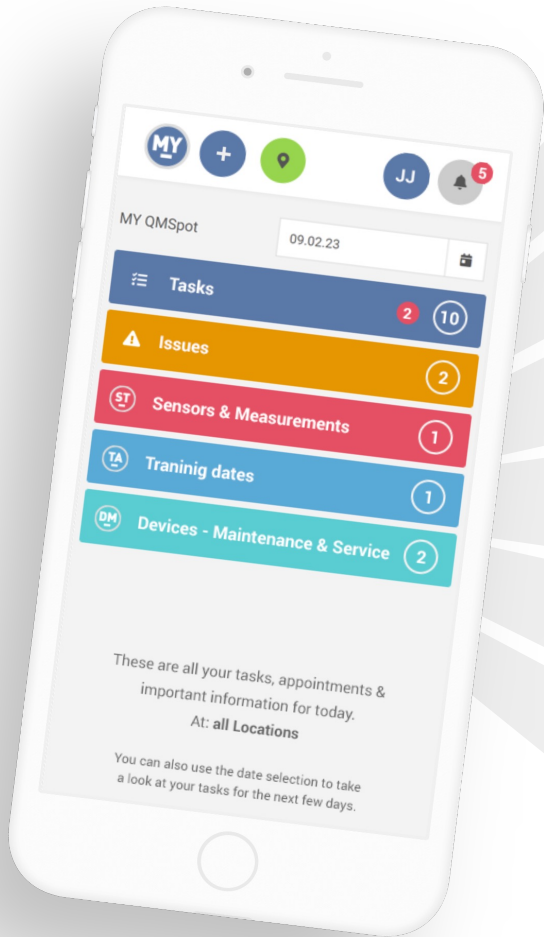 MY
+
JJ
5
MY QMSpot
09.02.23
Tasks
2
10
Issues
2
ST
Sensors & Measurements
1
TA
Traninig dates
1
DM
Devices - Maintenance & Service
2
These are all your tasks, appointments &
important information for today.
At: all Locations
You can also use the date selection to take
a look at your tasks for the next few days.